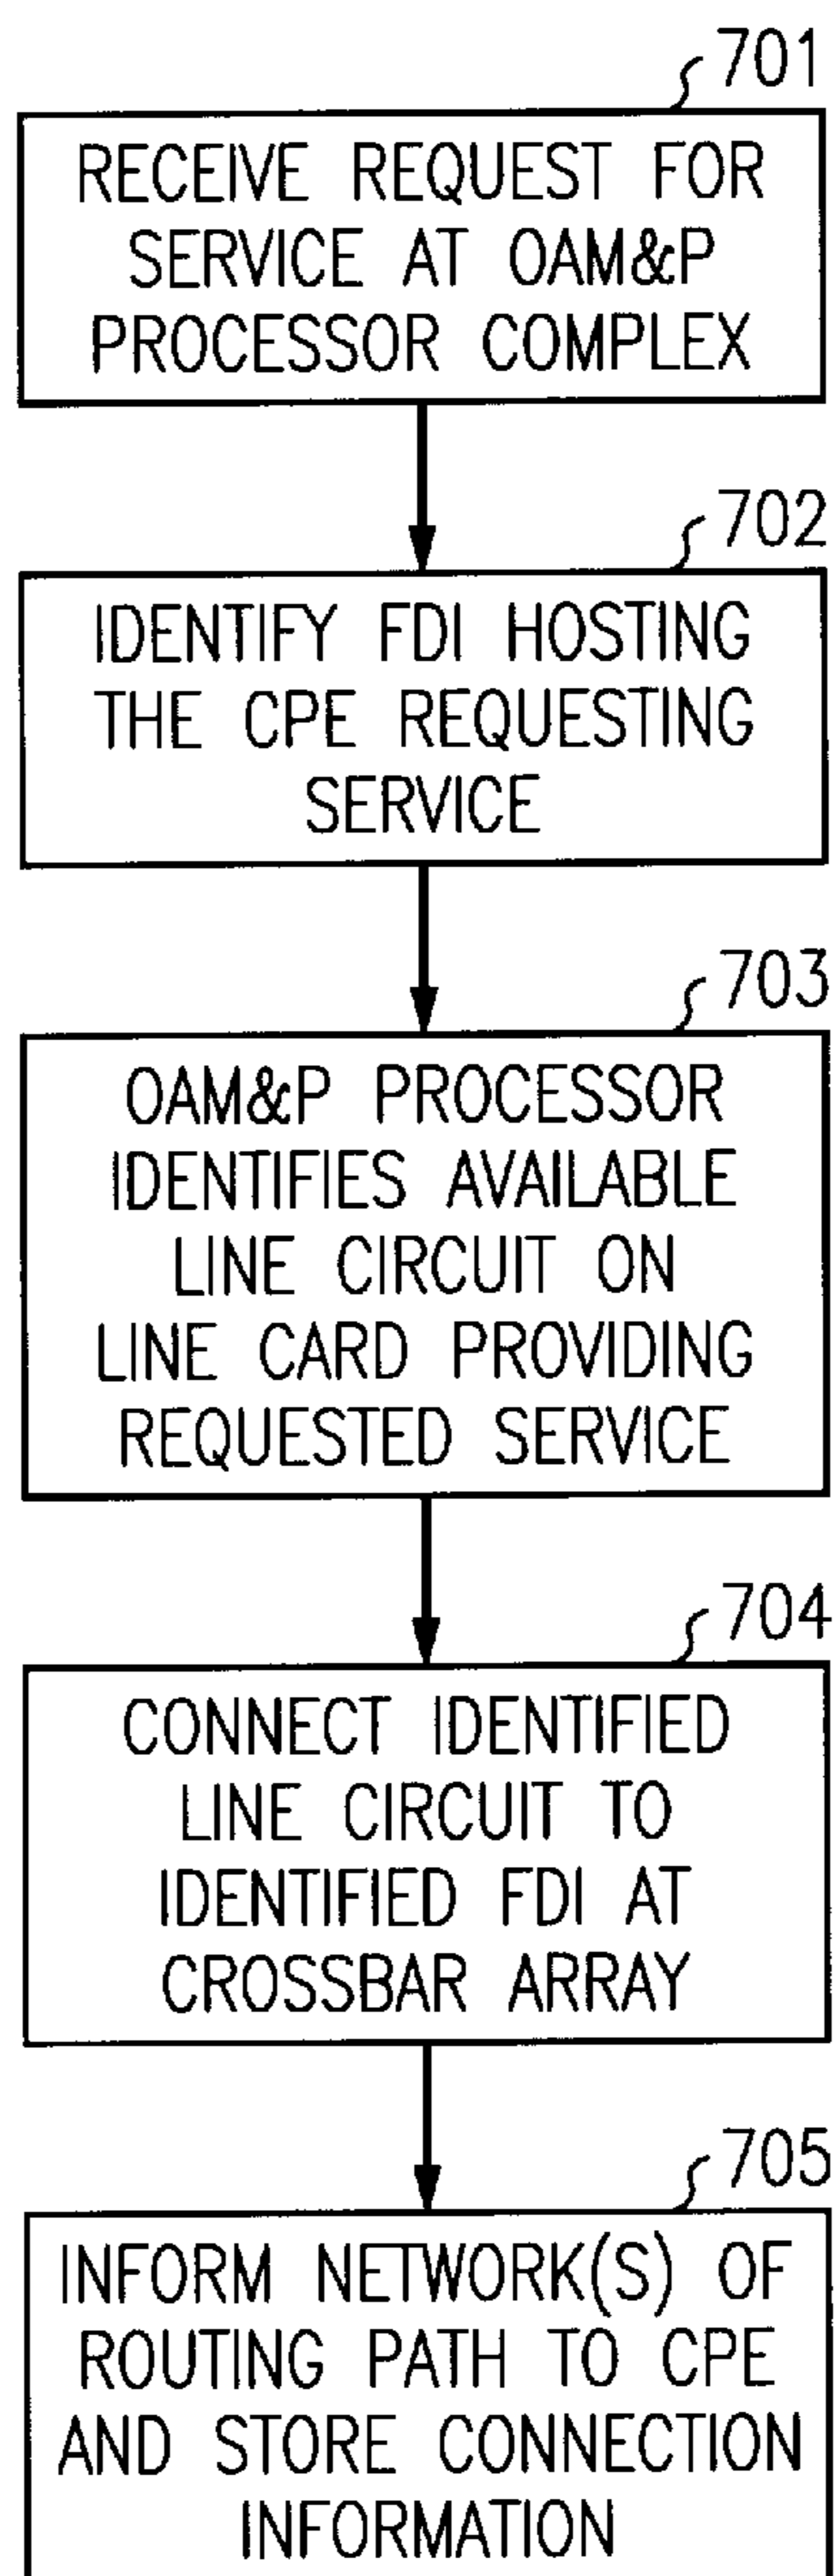 701
RECEIVE REQUEST FOR
SERVICE AT OAM&P
PROCESSOR COMPLEX
702
IDENTIFY FDI HOSTING
THE CPE REQUESTING
SERVICE
703
OAM&P PROCESSOR
IDENTIFIES AVAILABLE
LINE CIRCUIT ON
LINE CARD PROVIDING
REQUESTED SERVICE
704
CONNECT IDENTIFIED
LINE CIRCUIT TO
IDENTIFIED FDI AT
CROSSBAR ARRAY
705
INFORM NETWORK(S) OF
ROUTING PATH TO CPE
AND STORE CONNECTION
INFORMATION